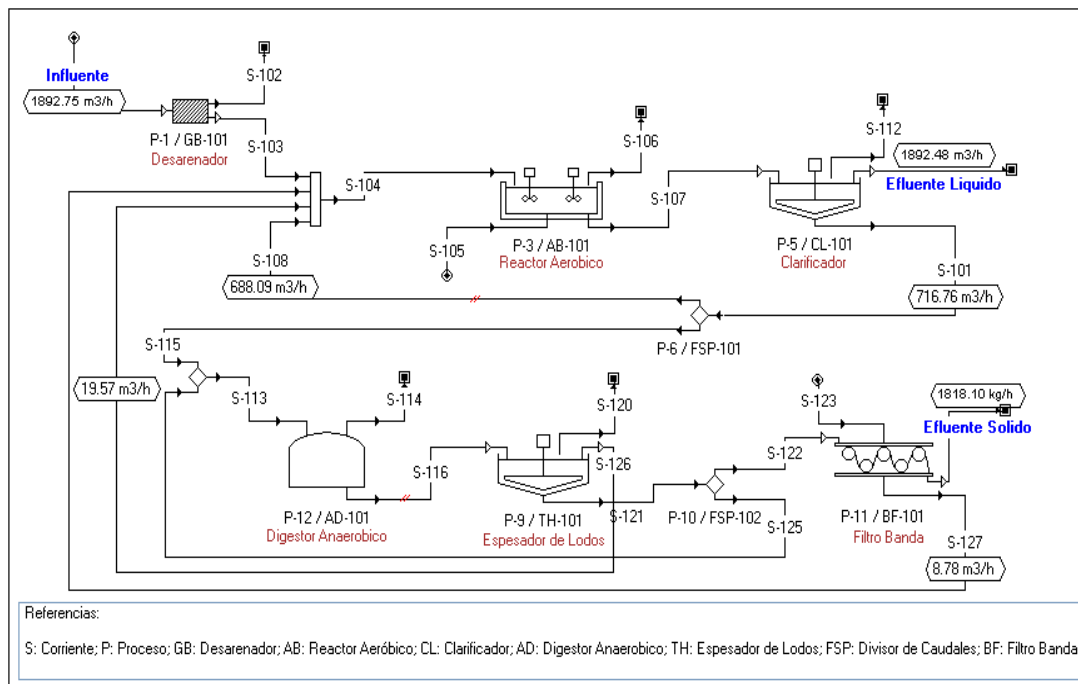 Influente
1892.75 m3/h
S-102
P-1 / GB-101
Desarenador
S-103
S-104
S-105
P-3 / AB-101
Reactor Aerobico
S-106
S-107
S-112
1892.48 m3/h
Efluente Liquido
P-5 / CL-101
Clarificador
S-101
716.76 m3/h
S-108
688.09 m3/h
P-6 / FSP-101
S-115
19.57 m3/h
S-113
S-114
P-12 / AD-101
Digestor Anaerobico
S-116
S-120
S-126
P-9 / TH-101
Espesador de Lodos
S-121
P-10 / FSP-102
S-122
S-125
S-123
1818.10 kg/h
Efluente Solido
P-11 / BF-101
Filtro Banda
S-127
8.78 m3/h
Referencias:
S: Corriente; P: Proceso; GB: Desarenador; AB: Reactor Aeróbico; CL: Clarificador; AD: Digestor Anaerobico; TH: Espesador de Lodos; FSP: Divisor de Caudales; BF: Filtro Banda